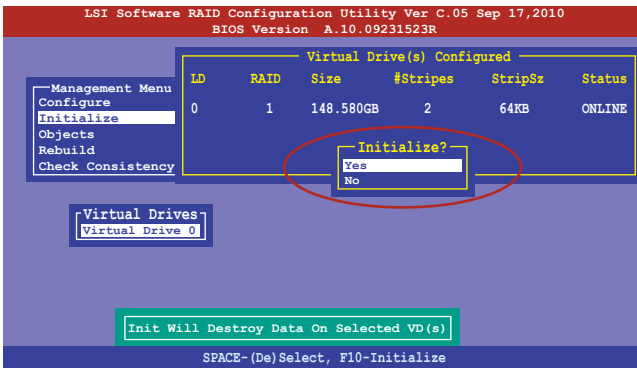 LSI Software RAID Configuration Utility Ver C.05 Sep 17,2010
BIOS Version A.10.09231523R
Virtual Drive(s) Configured
LD RAID Size #Stripes StripSz Status
0 1 148.580GB 2 64KB ONLINE
Management Menu
Configure
Initialize
Objects
Rebuild
Check Consistency
Initialize?
Yes
No
Virtual Drives
Virtual Drive 0
Init Will Destroy Data On Selected VD(s)
SPACE-(De)Select, F10-Initialize